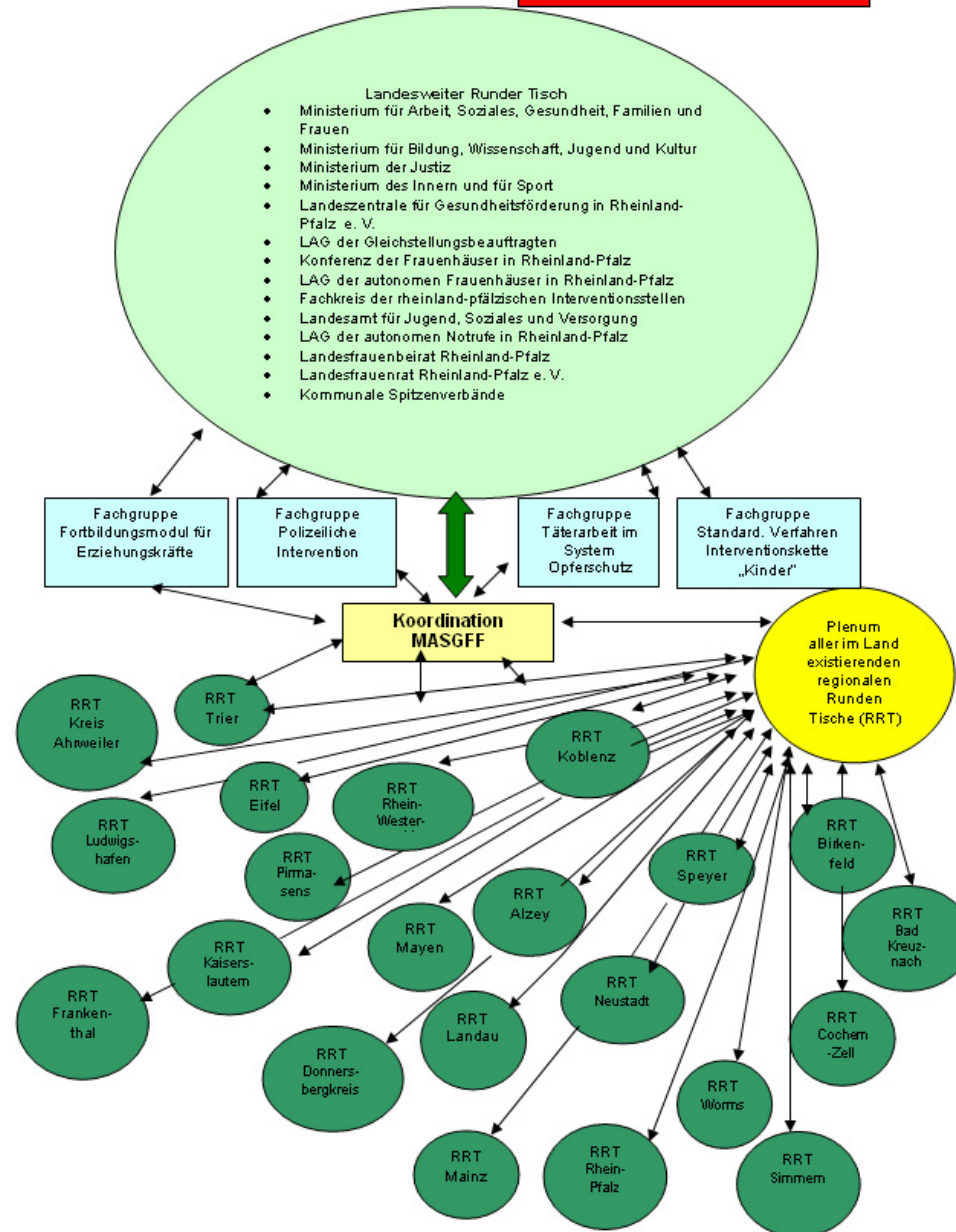 Landesweiter Runder Tisch
• Ministerium für Arbeit, Soziales, Gesundheit, Familien und
Frauen
• Ministerium für Bildung, Wissenschaft, Jugend und Kultur
• Ministerium der Justiz
• Ministerium des Innern und für Sport
• Landeszentrale für Gesundheitsförderung in Rheinland-
Pfalz e. V.
• LAG der Gleichstellungsbeauftragten
• Konferenz der Frauenhäuser in Rheinland-Pfalz
• LAG der autonomen Frauenhäuser in Rheinland-Pfalz
• Fachkreis der rheinland-pfälzischen Interventionsstellen
• Landesamt für Jugend, Soziales und Versorgung
• LAG der autonomen Notrufe in Rheinland-Pfalz
• Landesfrauenbeirat Rheinland-Pfalz
• Landesfrauenrat Rheinland-Pfalz e. V.
• Kommunale Spitzenverbände
Fachgruppe
Fortbildungsmodul für
Erziehungskräfte
Fachgruppe
Polizeiliche
Intervention
Fachgruppe
Täterarbeit im
System
Opferschutz
Fachgruppe
Standard. Verfahren
Interventionskette
„Kinder"
Koordination
MASGFF
Plenum
aller im Land
existierenden
regionalen
Runden
Tische (RRT)
RRT
Kreis
Ahrweiler
RRT
Trier
RRT
Koblenz
RRT
Eifel
RRT
Rhein-
Wester-
RRT
Ludwigs-
hafen
RRT
Pirma-
sens
RRT
Speyer
RRT
Birken-
feld
RRT
Alzey
RRT
Mayen
RRT
Bad
Kreuz-
nach
RRT
Kaisers-
lautern
RRT
Franken-
thal
RRT
Neustadt
RRT
Landau
RRT
Cochem
-Zell
RRT
Donners-
bergkreis
RRT
Worms
RRT
Mainz
RRT
Rhein-
Pfalz
RRT
Simmern